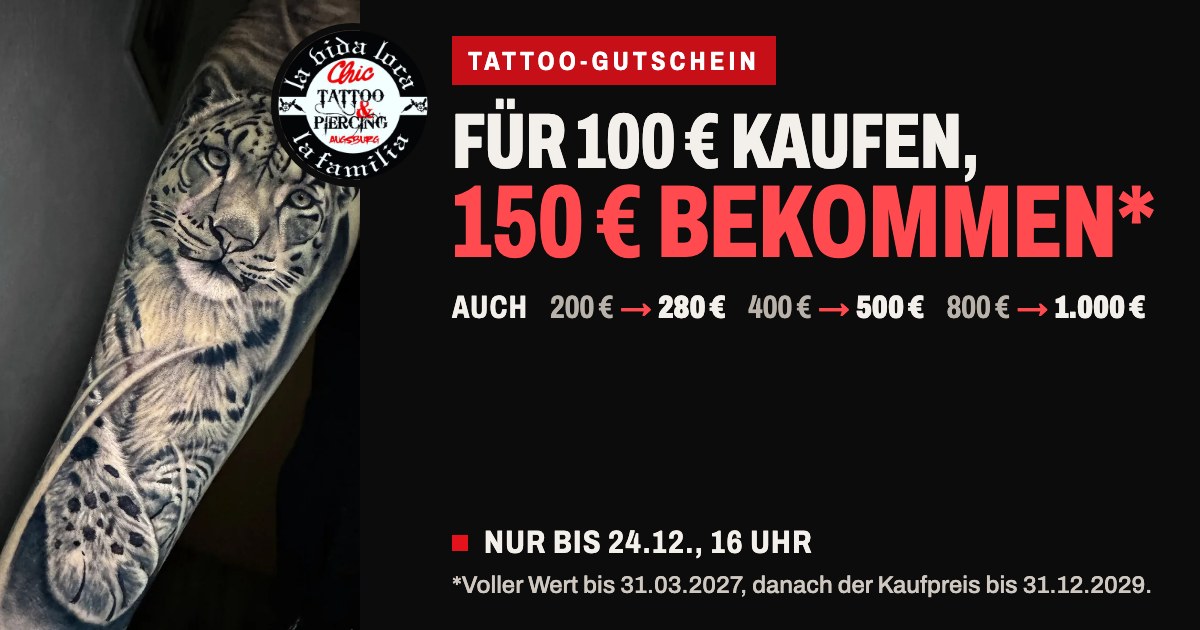 la vida loca
Chic
TATTOO
&
PIERCING
AUGSBURG
la familia
TATTOO-GUTSCHEIN
FÜR 100 € KAUFEN,
150 € BEKOMMEN*
AUCH 200 € → 280 € 400 € → 500 € 800 € → 1.000 €
NUR BIS 24.12., 16 UHR
*Voller Wert bis 31.03.2027, danach der Kaufpreis bis 31.12.2029.